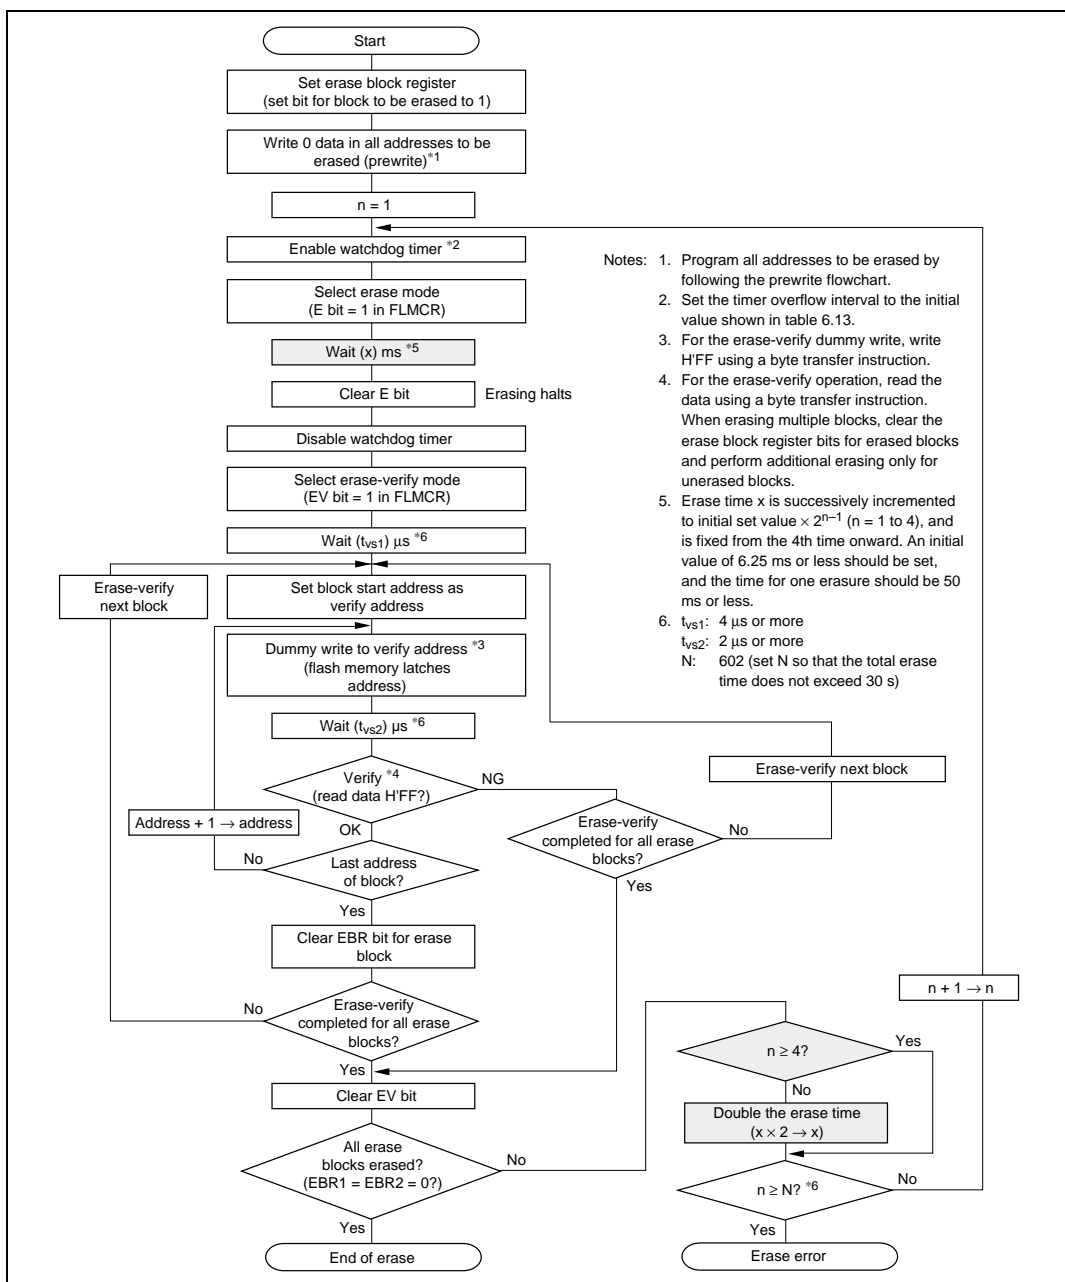 Start
Set erase block register
(set bit for block to be erased to 1)
Write 0 data in all addresses to be
erased (prewrite)*1
n = 1
Enable watchdog timer *2
Select erase mode
(E bit = 1 in FLMCR)
Wait (x) ms *5
Clear E bit
Erasing halts
Disable watchdog timer
Select erase-verify mode
(EV bit = 1 in FLMCR)
Wait (tvs1) μs *6
Erase-verify
next block
Set block start address as
verify address
Dummy write to verify address *3
(flash memory latches
address)
Wait (tvs2) μs *6
Verify *4
(read data H'FF?)
NG
OK
Address + 1 → address
No
Last address
of block?
Yes
Clear EBR bit for erase
block
No
Erase-verify
completed for all erase
blocks?
Yes
Clear EV bit
All erase
blocks erased?
(EBR1 = EBR2 = 0?)
No
Yes
End of erase
Notes: 1. Program all addresses to be erased by
following the prewrite flowchart.
2. Set the timer overflow interval to the initial
value shown in table 6.13.
3. For the erase-verify dummy write, write
H'FF using a byte transfer instruction.
4. For the erase-verify operation, read the
data using a byte transfer instruction.
When erasing multiple blocks, clear the
erase block register bits for erased blocks
and perform additional erasing only for
unerased blocks.
5. Erase time x is successively incremented
to initial set value × 2n–1 (n = 1 to 4), and
is fixed from the 4th time onward. An initial
value of 6.25 ms or less should be set,
and the time for one erasure should be 50
ms or less.
6. tvs1: 4 μs or more
tvs2: 2 μs or more
N: 602 (set N so that the total erase
time does not exceed 30 s)
Erase-verify next block
Erase-verify
completed for all erase
blocks?
No
Yes
n + 1 → n
n ≥ 4?
Yes
No
Double the erase time
(x × 2 → x)
n ≥ N? *6
No
Yes
Erase error